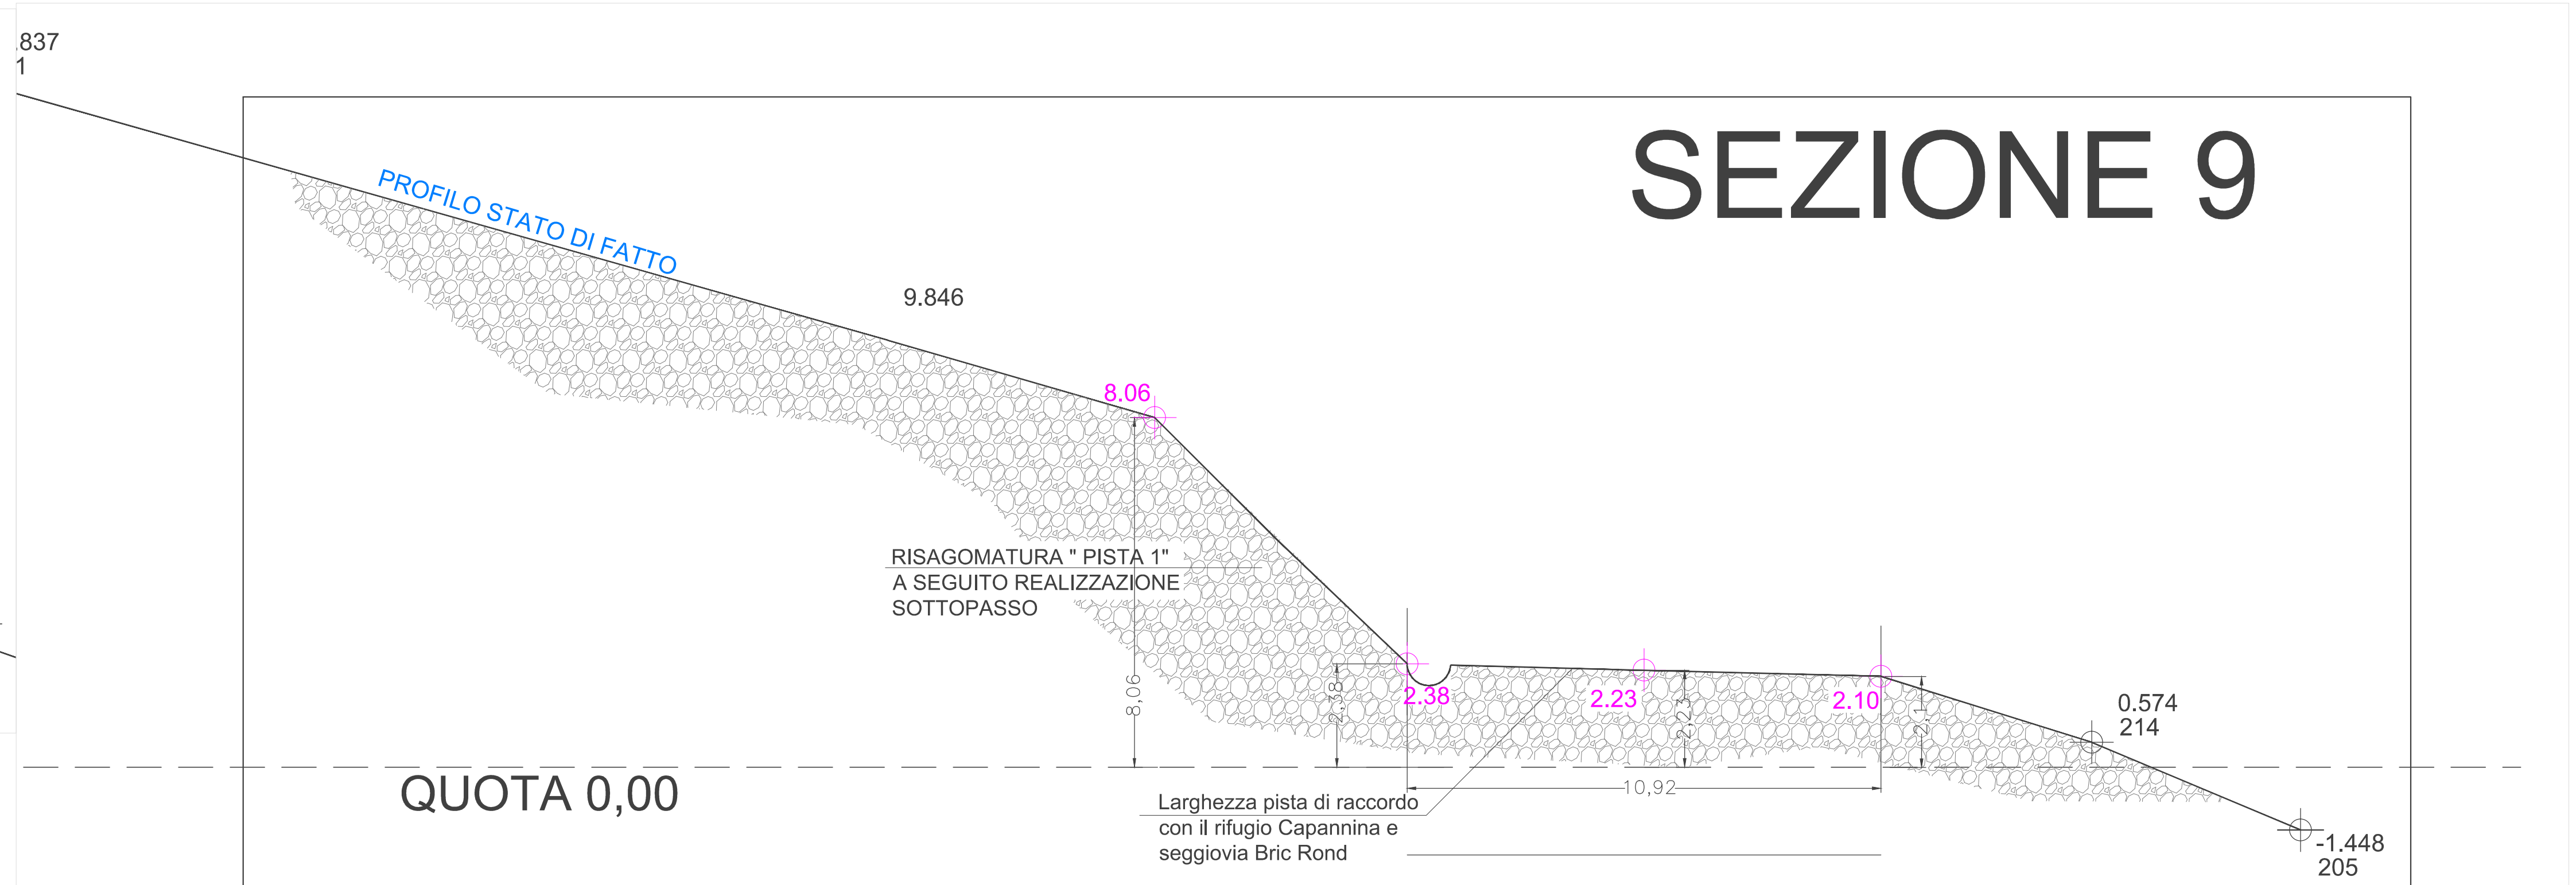 .837
1
SEZIONE 9
PROFILO STATO DI FATTO
9.846
8.06
RISAGOMATURA " PISTA 1"
A SEGUITO REALIZZAZIONE
SOTTOPASSO
8,06
2,38
2.38
2.23
2,23
2.10
2,1
0.574
214
QUOTA 0,00
10,92
Larghezza pista di raccordo
con il rifugio Capannina e
seggiovia Bric Rond
-1.448
205